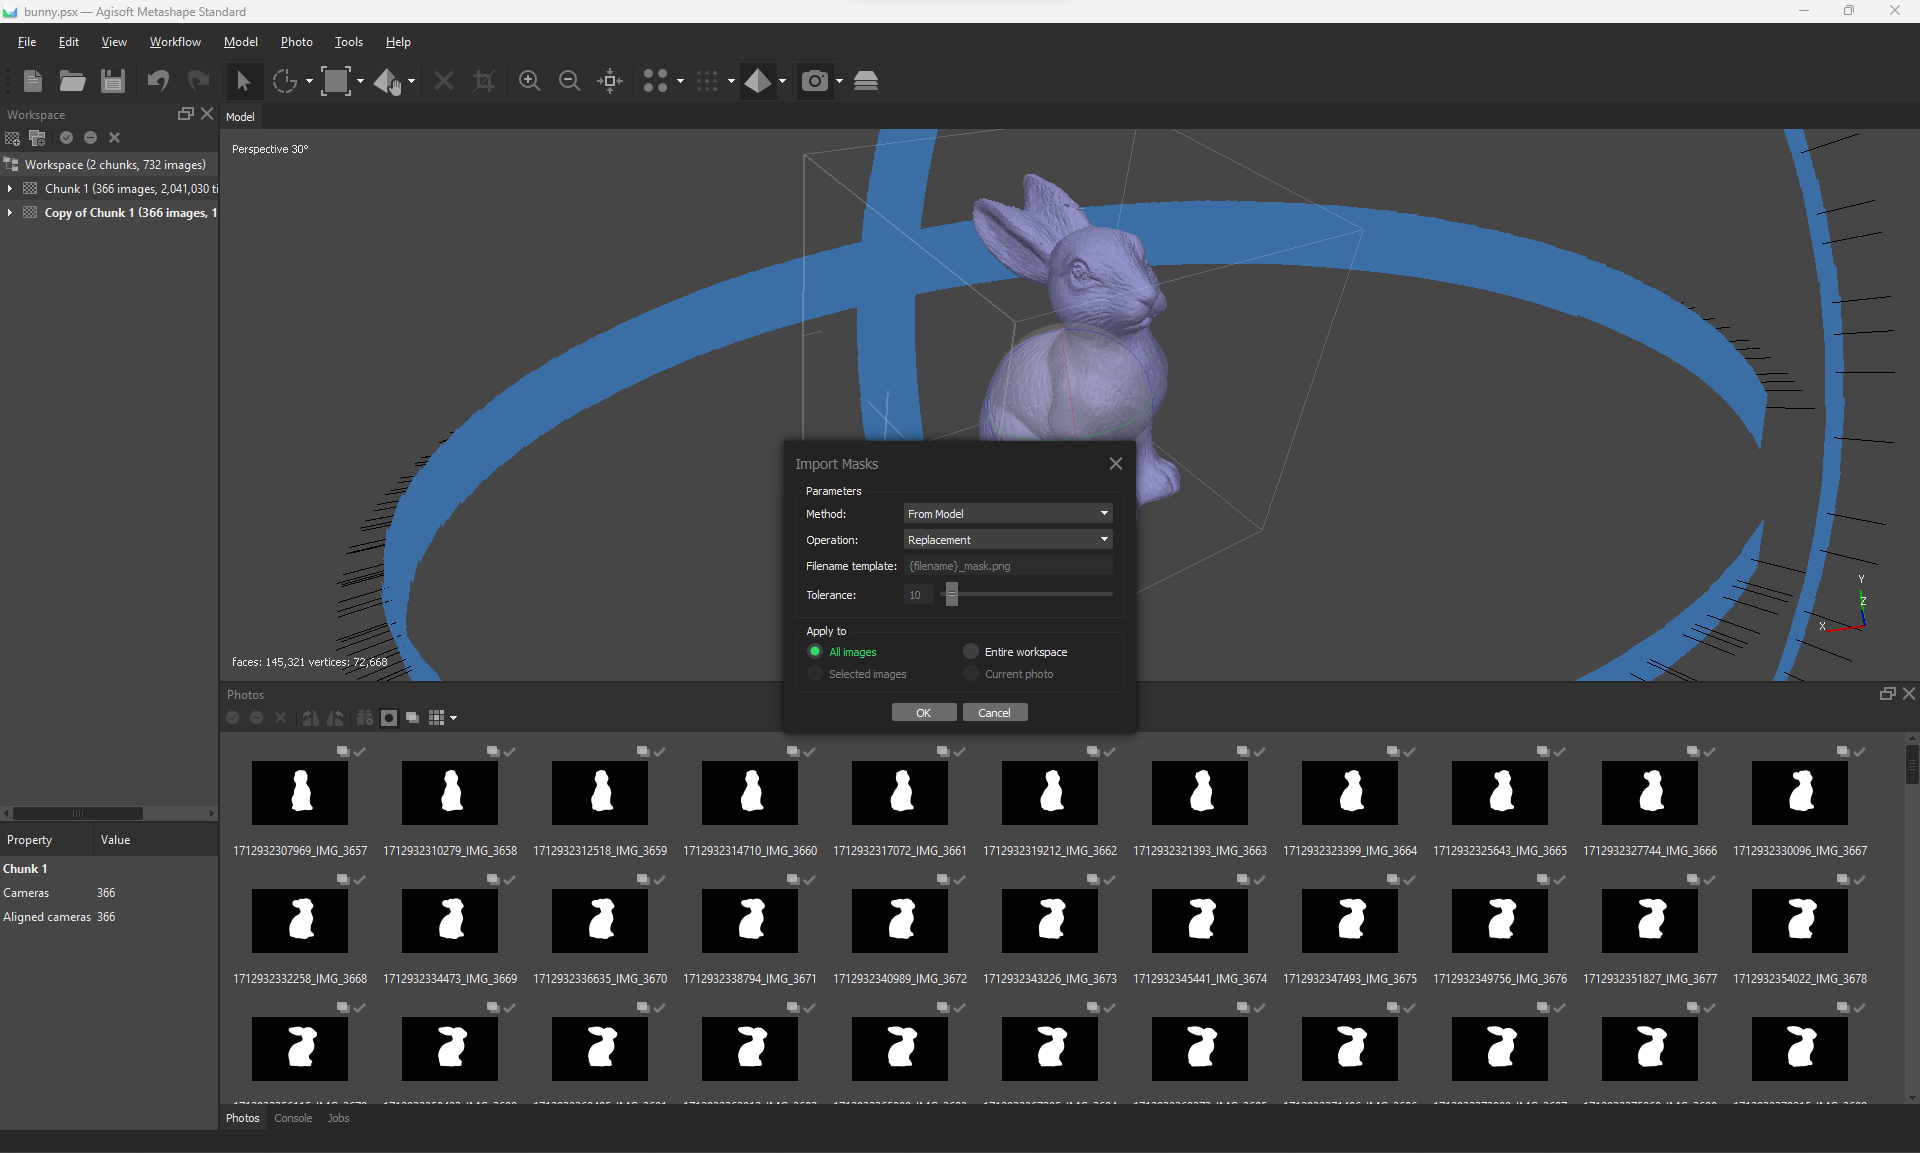 bunny.psx — Agisoft Metashape Standard
File Edit View Workflow Model Photo Tools Help
Workspace
Model
Workspace (2 chunks, 732 images)
Chunk 1 (366 images, 2,041,030 ti
Copy of Chunk 1 (366 images, 1
Perspective 30°
faces: 145,321 vertices: 72,668
Y
Z
X
Import Masks
Parameters
Method: From Model
Operation: Replacement
Filename template: {filename}_mask.png
Tolerance: 10
Apply to
All images Entire workspace
Selected images Current photo
OK Cancel
Property Value
Chunk 1
Cameras 366
Aligned cameras 366
Photos
1712932307969_IMG_3657 1712932310279_IMG_3658 1712932312518_IMG_3659 1712932314710_IMG_3660 1712932317072_IMG_3661 1712932319212_IMG_3662 1712932321393_IMG_3663 1712932323399_IMG_3664 1712932325643_IMG_3665 1712932327744_IMG_3666 1712932330096_IMG_3667
1712932332258_IMG_3668 1712932334473_IMG_3669 1712932336635_IMG_3670 1712932338794_IMG_3671 1712932340989_IMG_3672 1712932343226_IMG_3673 1712932345441_IMG_3674 1712932347493_IMG_3675 1712932349756_IMG_3676 1712932351827_IMG_3677 1712932354022_IMG_3678
Photos Console Jobs